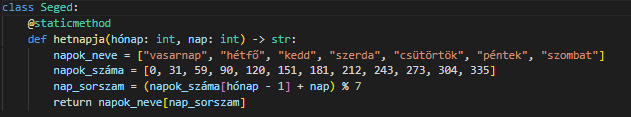 class Seged:
@staticmethod
def hetnapja(hónap: int, nap: int) -> str:
napok_neve = ["vasarnap", "hétfő", "kedd", "szerda", "csütörtök", "péntek", "szombat"]
napok_száma = [0, 31, 59, 90, 120, 151, 181, 212, 243, 273, 304, 335]
nap_sorszam = (napok_száma[hónap - 1] + nap) % 7
return napok_neve[nap_sorszam]